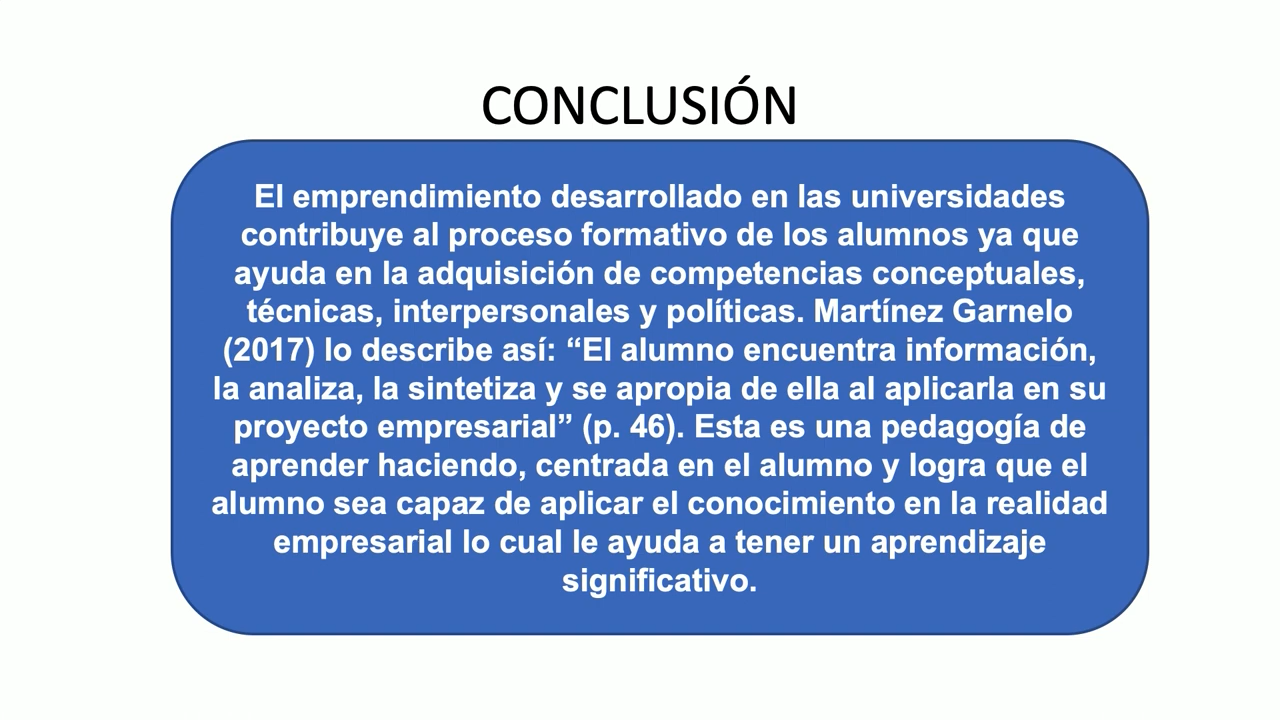 CONCLUSIÓN
El emprendimiento desarrollado en las universidades
contribuye al proceso formativo de los alumnos ya que
ayuda en la adquisición de competencias conceptuales,
técnicas, interpersonales y políticas. Martínez Garnelo
(2017) lo describe así: “El alumno encuentra información,
la analiza, la sintetiza y se apropia de ella al aplicarla en su
proyecto empresarial” (p. 46). Esta es una pedagogía de
aprender haciendo, centrada en el alumno y logra que el
alumno sea capaz de aplicar el conocimiento en la realidad
empresarial lo cual le ayuda a tener un aprendizaje
significativo.